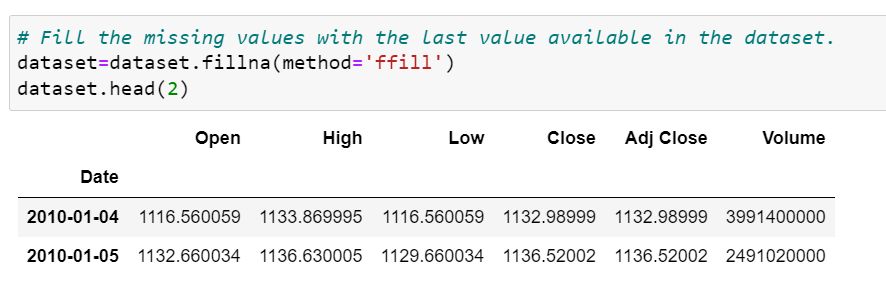 # Fill the missing values with the last value available in the dataset.
dataset=dataset.fillna(method='ffill')
dataset.head(2)
Open High Low Close Adj Close Volume
Date
2010-01-04 1116.560059 1133.869995 1116.560059 1132.98999 1132.98999 3991400000
2010-01-05 1132.660034 1136.630005 1129.660034 1136.52002 1136.52002 2491020000